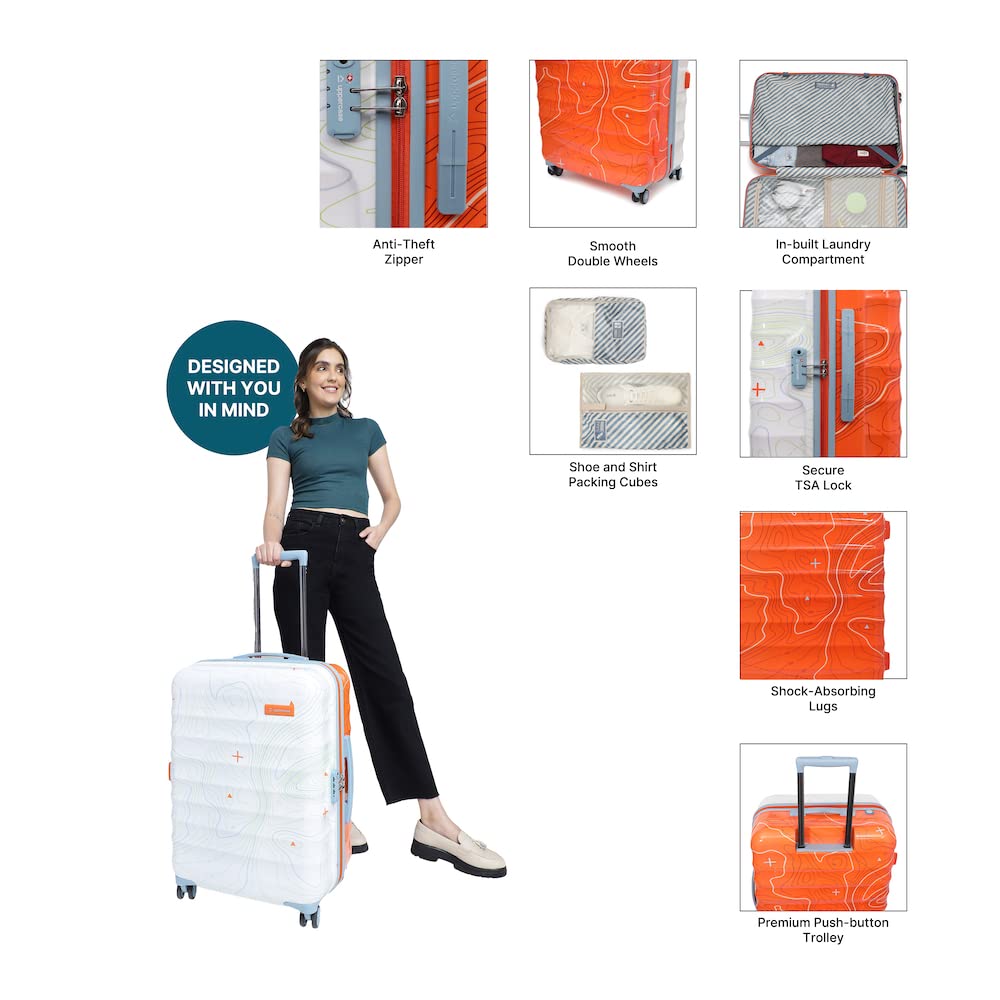 uppercase
Anti-Theft
Zipper
Smooth
Double Wheels
In-built Laundry
Compartment
DESIGNED
WITH YOU
IN MIND
Shoe and Shirt
Packing Cubes
Secure
TSA Lock
Shock-Absorbing
Lugs
Premium Push-button
Trolley